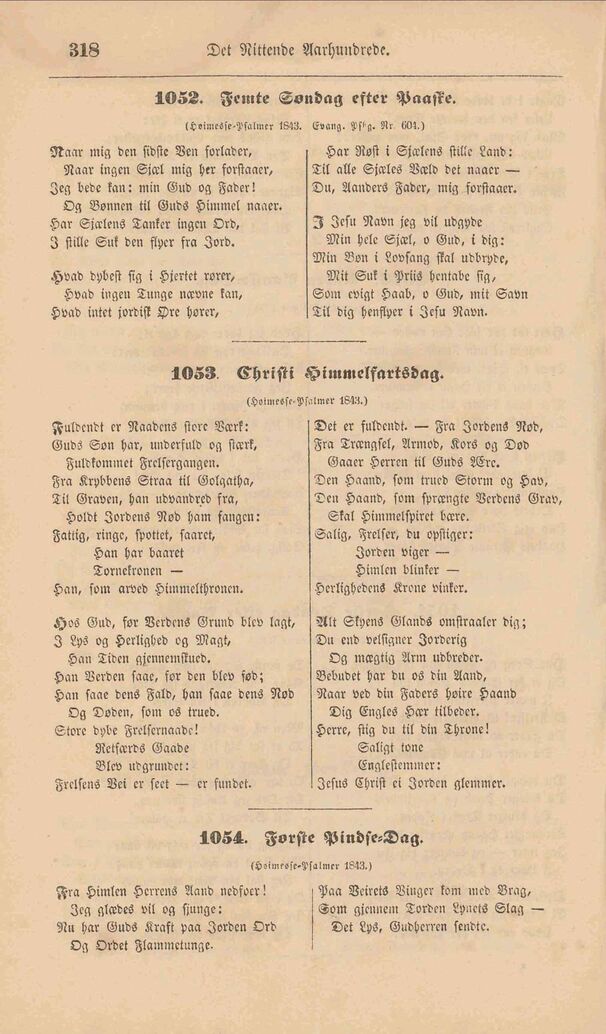 318
Det Nittende Aarhundrede.
1052. Femte Søndag efter Paaske.
(Høimesse-Psalmer 1843. Evang. Pslg. Nr. 604.)
Naar mig den sidste Ven forlader,
Naar ingen Sjæl mig her forstaaer,
Jeg bede kan: min Gud og Fader!
Og Bønnen til Guds Himmel naaer.
Har Sjælens Tanker ingen Ord,
I stille Suk den flyer fra Jord.
Hvad dybest sig i Hjertet rører,
Hvad ingen Tunge nævne kan,
Hvad intet jordisk Øre hører,
Har Røst i Sjælens stille Land:
Til alle Sjæles Væld det naaer —
Du, Aanders Fader, mig forstaaer.
I Jesu Navn jeg vil udgyde
Min hele Sjæl, o Gud, i dig:
Min Bøn i Lovsang skal udbryde,
Mit Suk i Priis henløbe sig,
Som evigt Haab, o Gud, mit Savn
Til dig henflyer i Jesu Navn.
1053. Christi Himmelfartsdag.
(Høimesse-Psalmer 1843.)
Fuldendt er Naadens store Værk:
Guds Søn har, underfuld og stærk,
Fuldkommet Frelsergangen.
Fra Krybbens Straa til Golgatha,
Til Graven, han udvandred fra,
Holdt Jordens Nød ham fangen:
Fattig, ringe, spottet, saaret,
Han har baaret
Tornekronen —
Han, som arved Himmelthronen.
Hos Gud, før Verdens Grund blev lagt,
I Lys og Herlighed og Magt,
Han Tiden gjennemskued.
Han Verden saae, før den blev sød;
Han saae dens Fald, han saae dens Nød
Og Døden, som os trued.
Store dybe Frelsernaade!
Retfærds Gaade
Blev udgrundet:
Frelsens Vei er seet — er fundet.
Det er fuldendt. — Fra Jordens Nød,
Fra Trængsel, Armod, Kors og Død
Gaaer Herren til Guds Ære.
Den Haand, som trued Storm og Hav,
Den Haand, som sprængte Verdens Grav,
Skal Himmelspiret bære.
Salig, Frelser, du opstiger:
Jorden viger —
Himlen blinker —
Herlighedens Krone vinker.
Alt Skyens Glands omstraaler dig;
Du end velsigner Jorderig
Og mægtig Arm udbreder.
Bebudet har du os din Aand,
Naar ved din Faders høire Haand
Dig Engles Hær tilbeder.
Herre, stig du til din Throne!
Saligt tone
Englestemmer:
Jesus Christ ei Jorden glemmer.
1054. Første Pindse-Dag.
(Høimesse-Psalmer 1843.)
Fra Himlen Herrens Aand nedfoer!
Jeg glædes vil og sjunge:
Nu har Guds Kraft paa Jorden Ord
Og Ordet Flammetunge.
Paa Veirets Vinger kom med Brag,
Som gjennem Torden Lynets Slag —
Det Lys, Gudherren sendte.